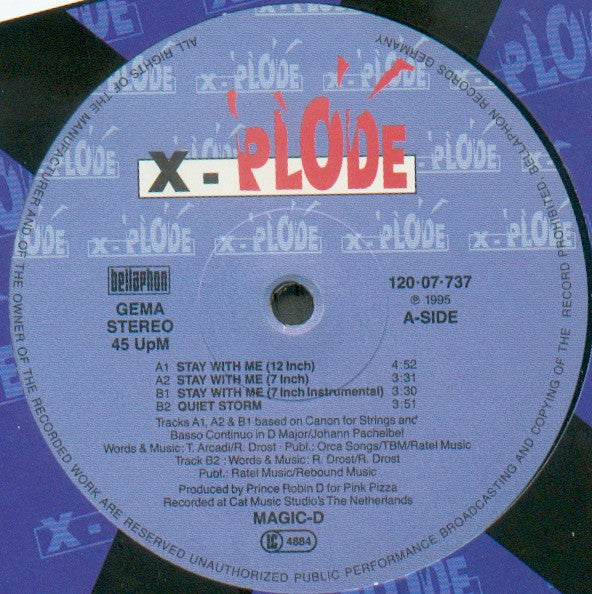 X-PLODE
bellaphon
GEMA
STEREO
45 UpM
120·07·737
℗ 1995
A-SIDE
A1 STAY WITH ME (12 Inch) 4:52
A2 STAY WITH ME (7 Inch) 3:31
B1 STAY WITH ME (7 Inch Instrumental) 3:30
B2 QUIET STORM 3:51
Tracks A1, A2 & B1 based on Canon for Strings and
Basso Continuo in D Major/Johann Pachelbel
Words & Music: T. Arcadi/R. Drost · Publ.: Orca Songs/TBM/Ratel Music
Track B2 : Words & Music: R. Drost/R. Drost
Publ.: Ratel Music/Rebound Music
Produced by Prince Robin D for Pink Pizza
Recorded at Cat Music Studio's The Netherlands
MAGIC-D
LC 4884
ALL RIGHTS OF THE MANUFACTURER AND OF THE OWNER OF THE RECORDED WORK ARE RESERVED UNAUTHORIZED PUBLIC PERFORMANCE BROADCASTING AND COPYING OF THE RECORD PROHIBITED BELLAPHON RECORDS GERMANY